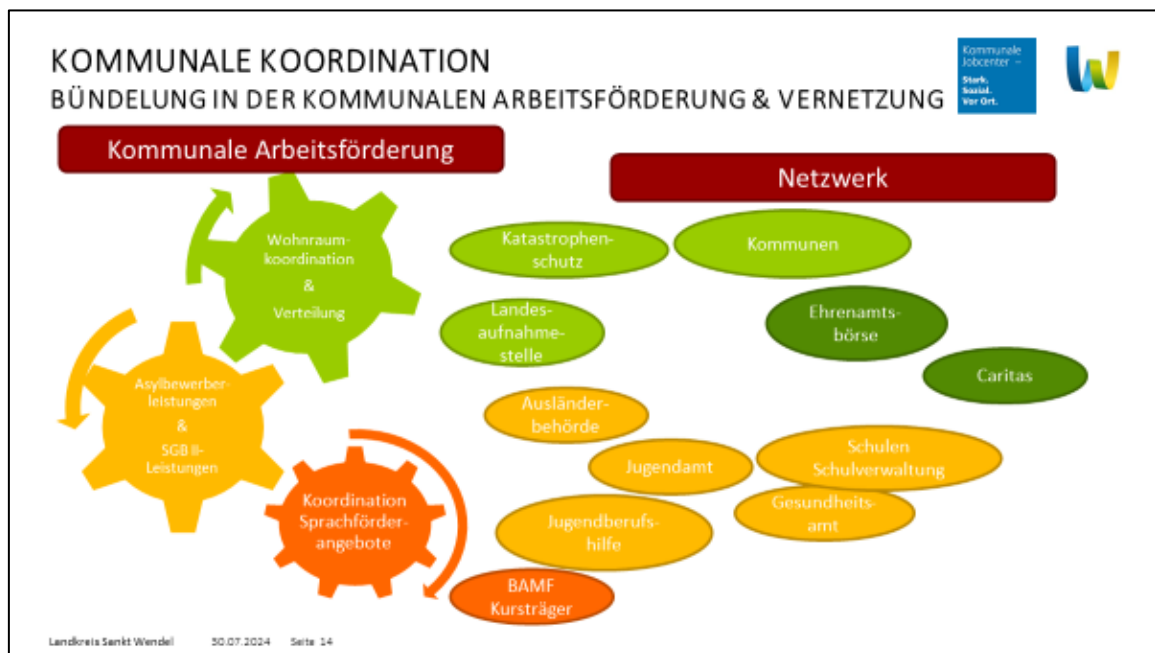 KOMMUNALE KOORDINATION
BÜNDELUNG IN DER KOMMUNALEN ARBEITSFÖRDERUNG & VERNETZUNG
Kommunale
Jobcenter –
Stark.
Sozial.
Vor Ort.
Kommunale Arbeitsförderung
Netzwerk
Wohnraum-
koordination
&
Verteilung
Asylbewerber-
leistungen
&
SGB II-
Leistungen
Koordination
Sprachförder-
angebote
Katastrophen-
schutz
Kommunen
Landes-
aufnahme-
stelle
Ehrenamts-
börse
Caritas
Ausländer-
behörde
Jugendamt
Schulen
Schulverwaltung
Gesundheits-
amt
Jugendberufs-
hilfe
BAMF
Kursträger
Landkreis Sankt Wendel 30.07.2024 Seite 14